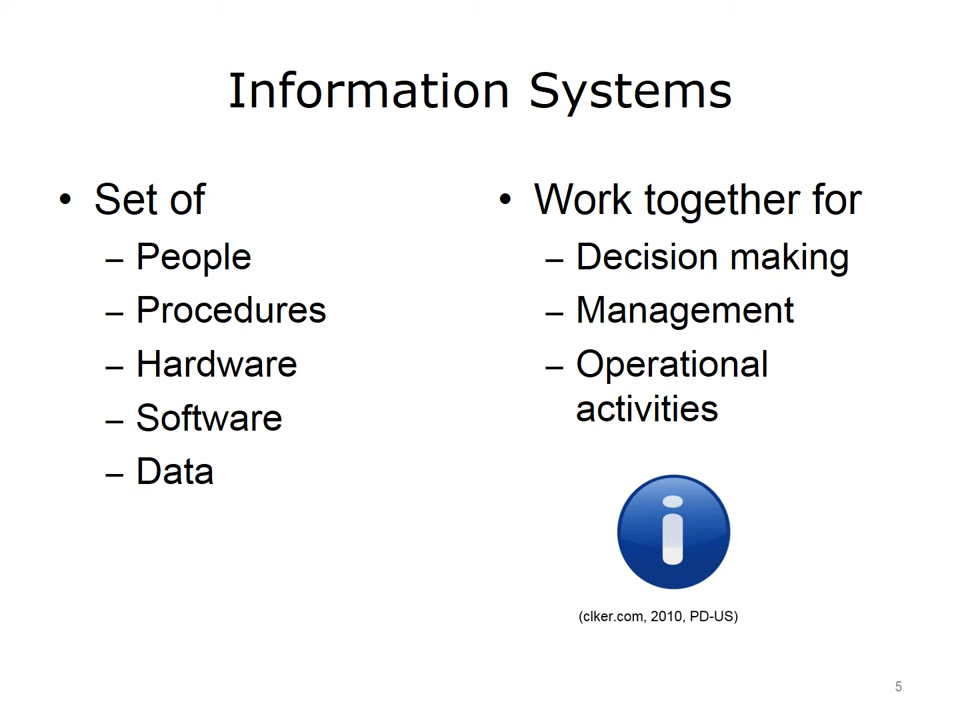 Information Systems
• Set of
– People
– Procedures
– Hardware
– Software
– Data
• Work together for
– Decision making
– Management
– Operational
activities
i
(clker.com, 2010, PD-US)
5